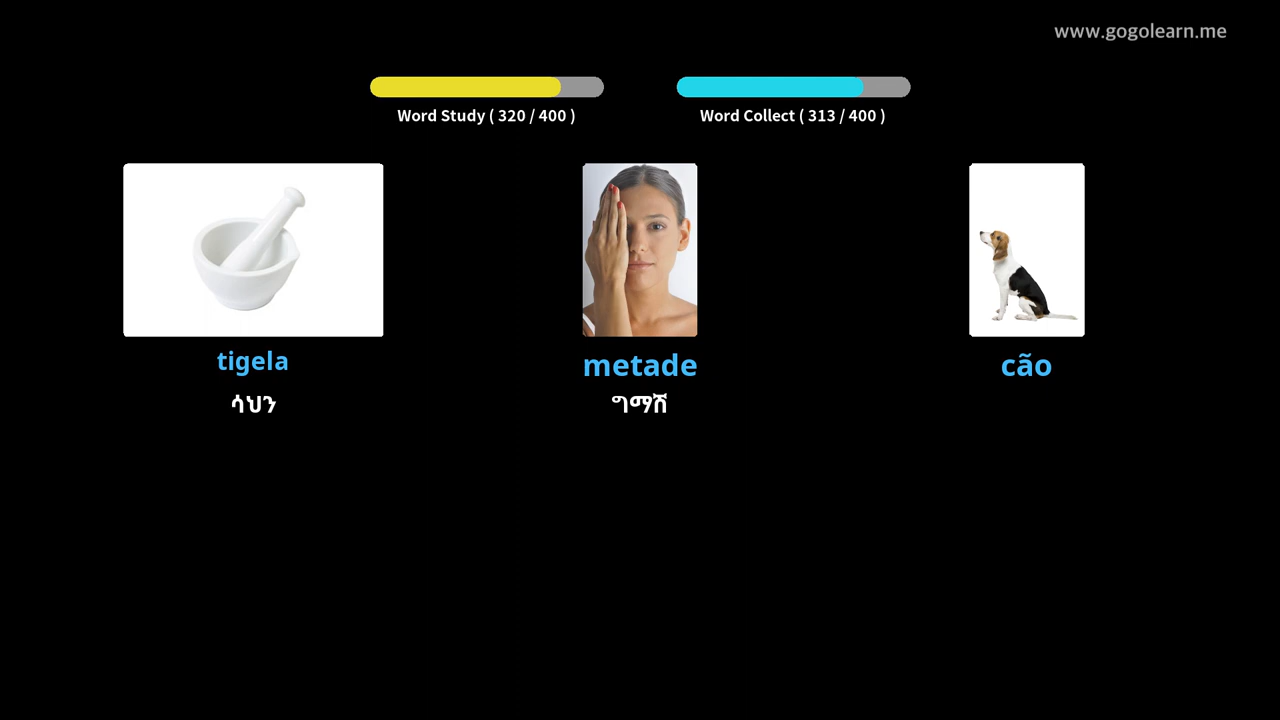 www.gogolearn.me
Word Study ( 320 / 400 )
Word Collect ( 313 / 400 )
tigela
metade
cão
ሳህን
ግማሽ